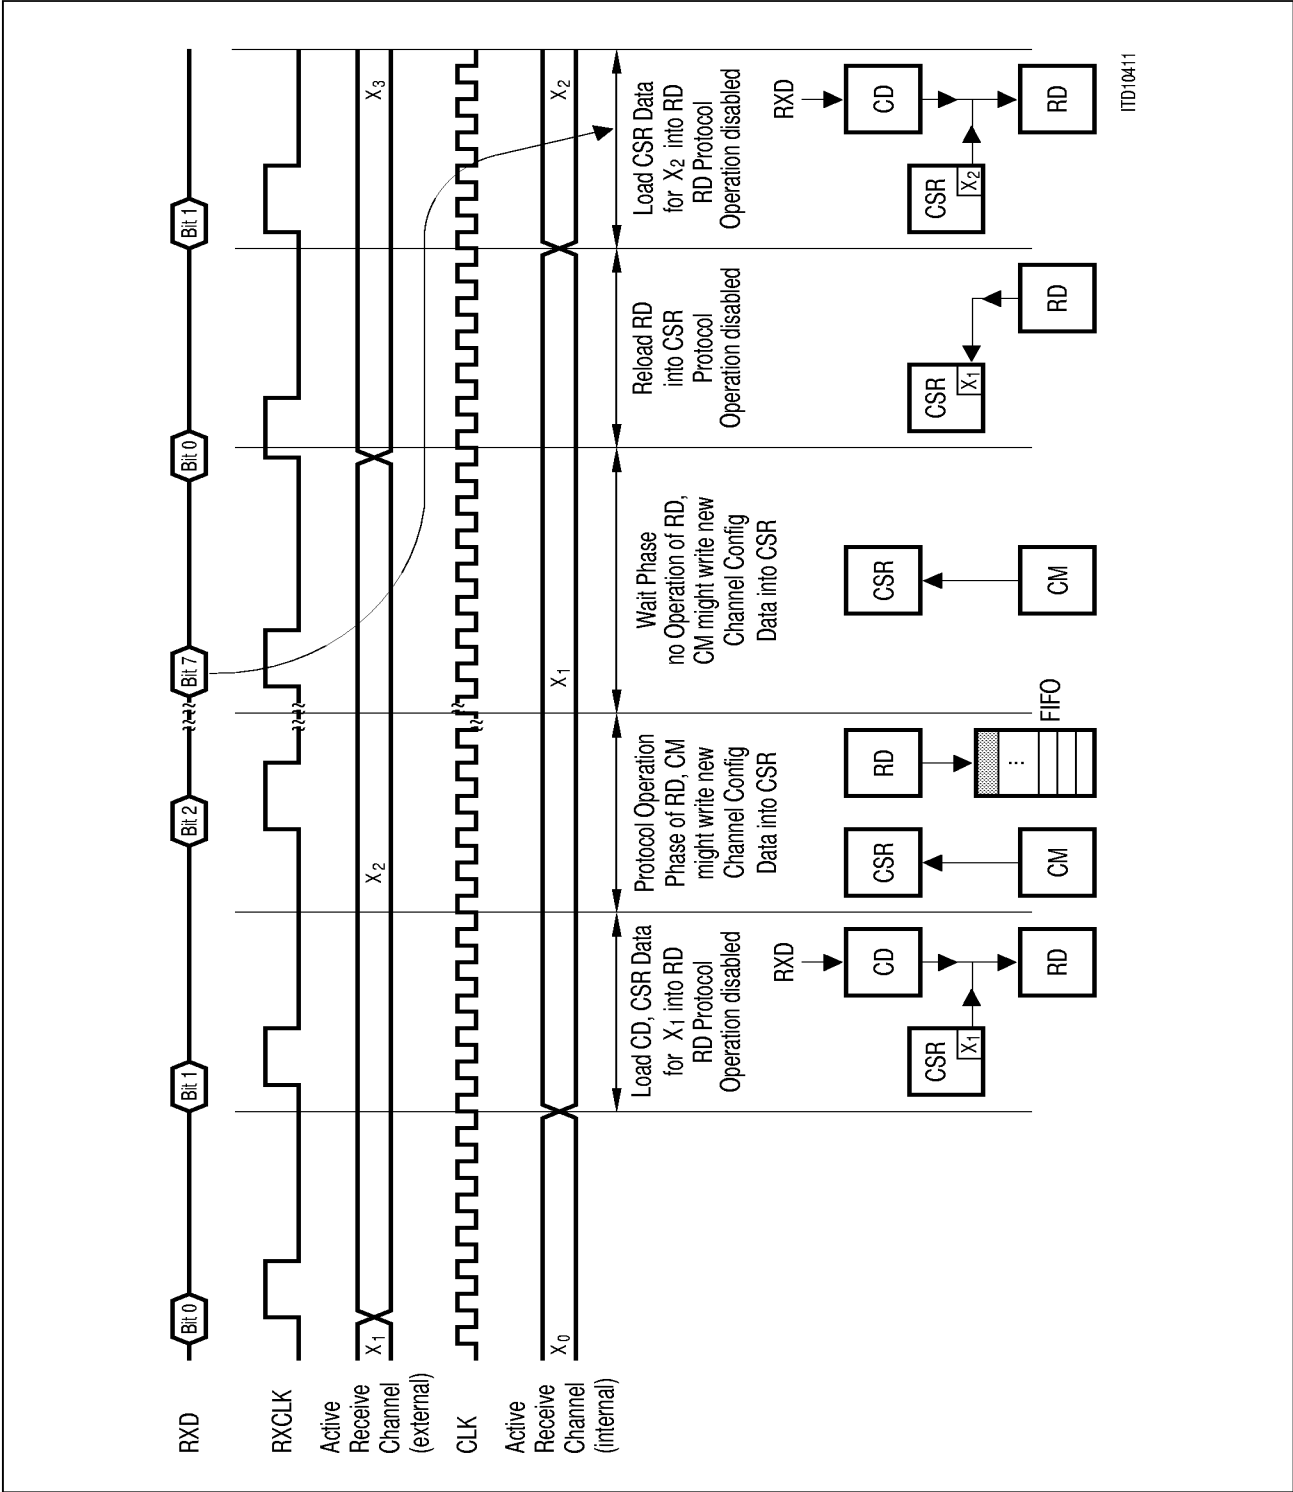 RXD
Bit 0
Bit 1
Bit 2
Bit 7
Bit 0
Bit 1
RXCLK
Active
Receive
Channel
(external)
X1
X2
X3
CLK
Active
Receive
Channel
(internal)
X0
X1
X2
Load CD, CSR Data
for X1 into RD
RD Protocol
Operation disabled
Protocol Operation
Phase of RD, CM
might write new
Channel Config
Data into CSR
Wait Phase
no Operation of RD,
CM might write new
Channel Config
Data into CSR
Reload RD
into CSR
Protocol
Operation disabled
Load CSR Data
for X2 into RD
RD Protocol
Operation disabled
RXD
CD
CSR
X1
RD
CSR
CM
RD
FIFO
CSR
CM
CSR
X1
RD
RXD
CD
CSR
X2
RD
ITD10411